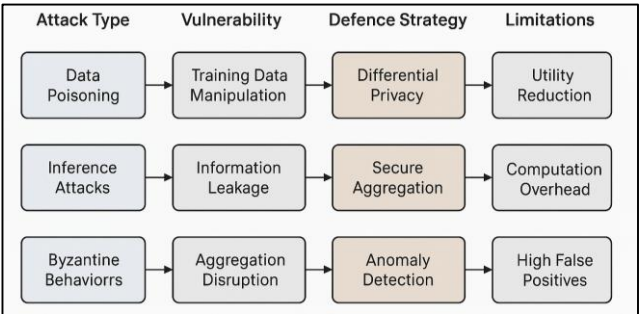 Attack Type Vulnerability Defence Strategy Limitations
Data Poisoning
Training Data Manipulation
Differential Privacy
Utility Reduction
Inference Attacks
Information Leakage
Secure Aggregation
Computation Overhead
Byzantine Behaviorrs
Aggregation Disruption
Anomaly Detection
High False Positives